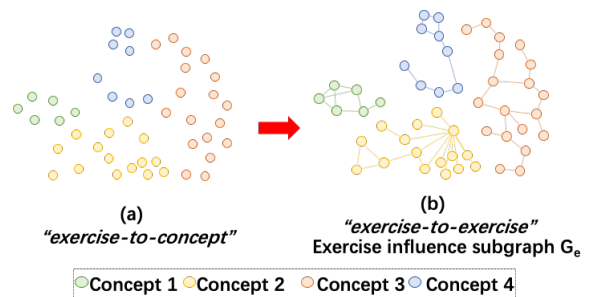 (a)
“exercise-to-concept”
(b)
“exercise-to-exercise”
Exercise influence subgraph Ge
Concept 1 Concept 2 Concept 3 Concept 4